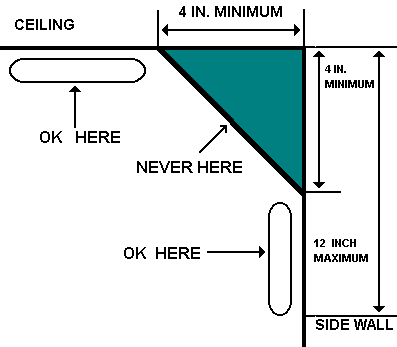 4 IN. MINIMUM
CEILING
4 IN.
MINIMUM
OK HERE
NEVER HERE
OK HERE
12 INCH
MAXIMUM
SIDE WALL